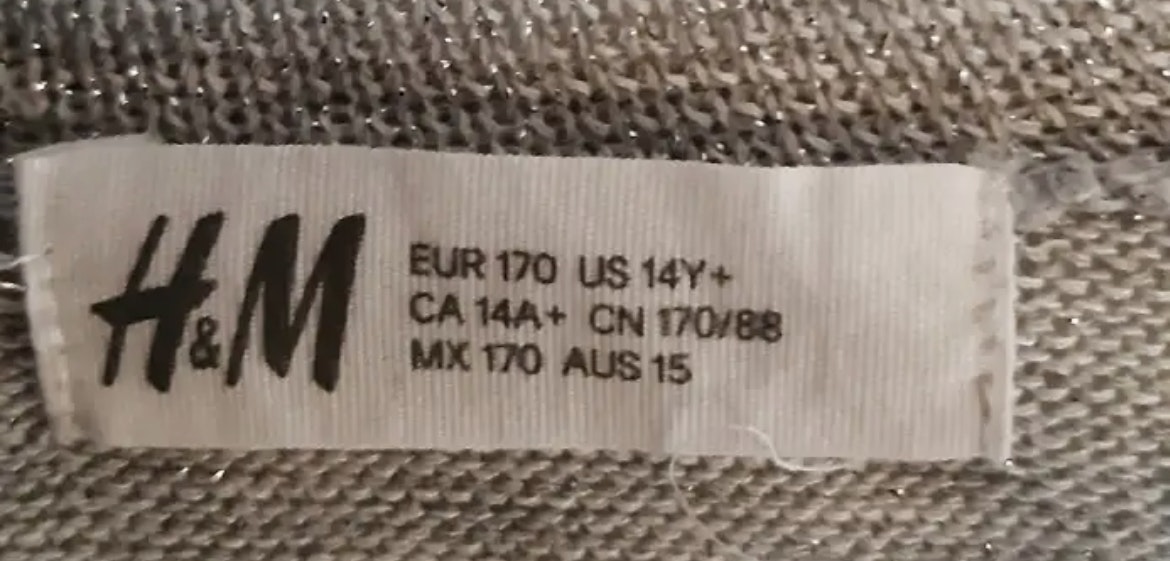 H&M
EUR 170 US 14Y+
CA 14A+ CN 170/88
MX 170 AUS 15